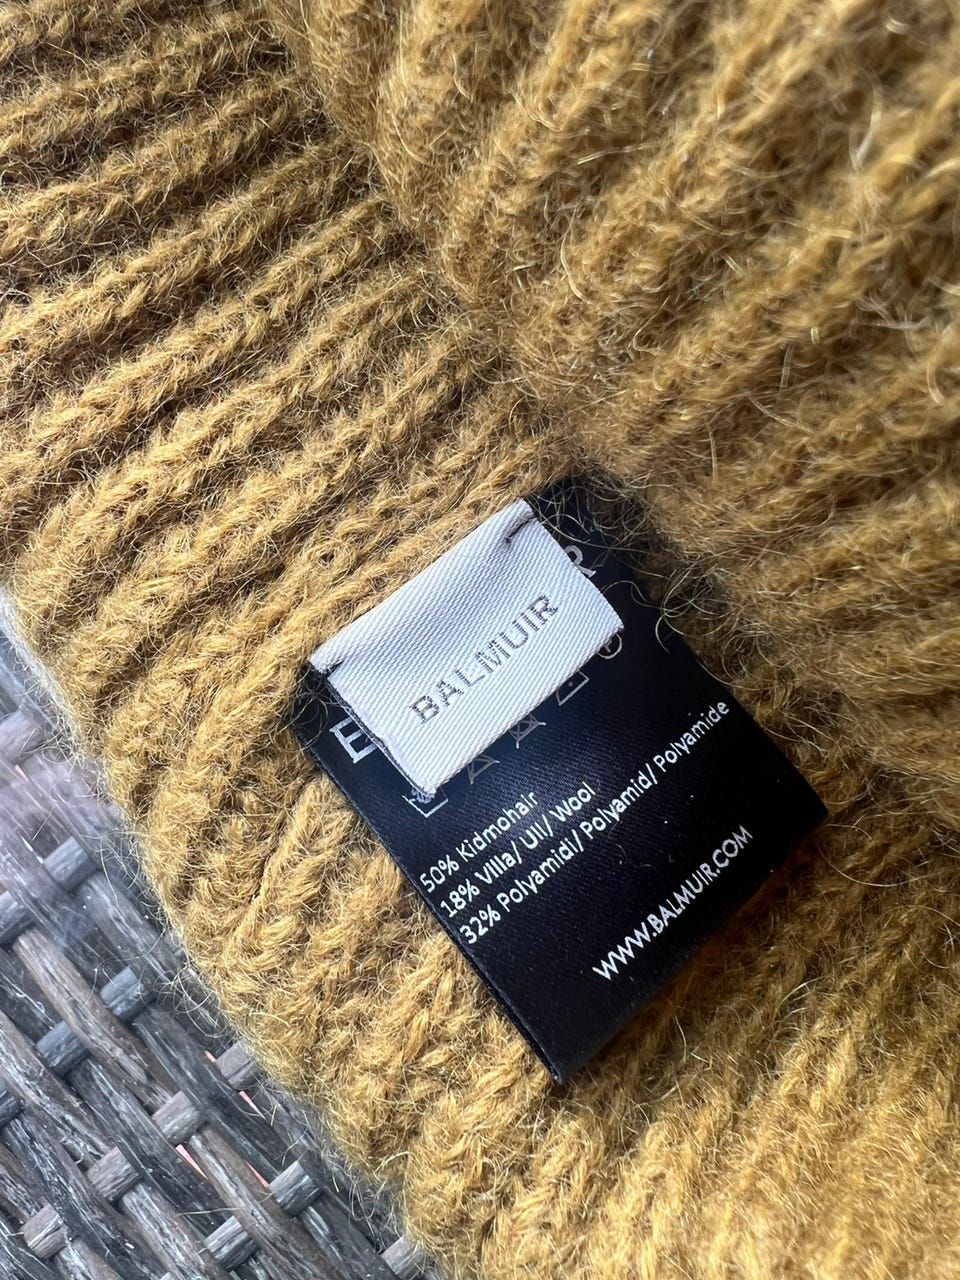 BALMUIR
50% Kidmohair
18% Villa/ Ull/ Wool
32% Polyamidi/ Polyamid/ Polyamide
WWW.BALMUIR.COM